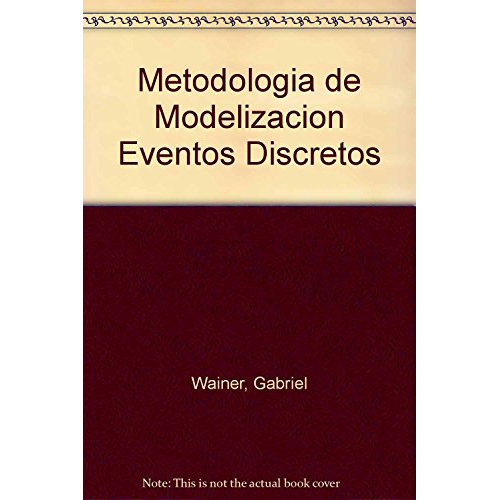 Metodologia de
Modelizacion
Eventos Discretos
Wainer, Gabriel
Note: This is not the actual book cover